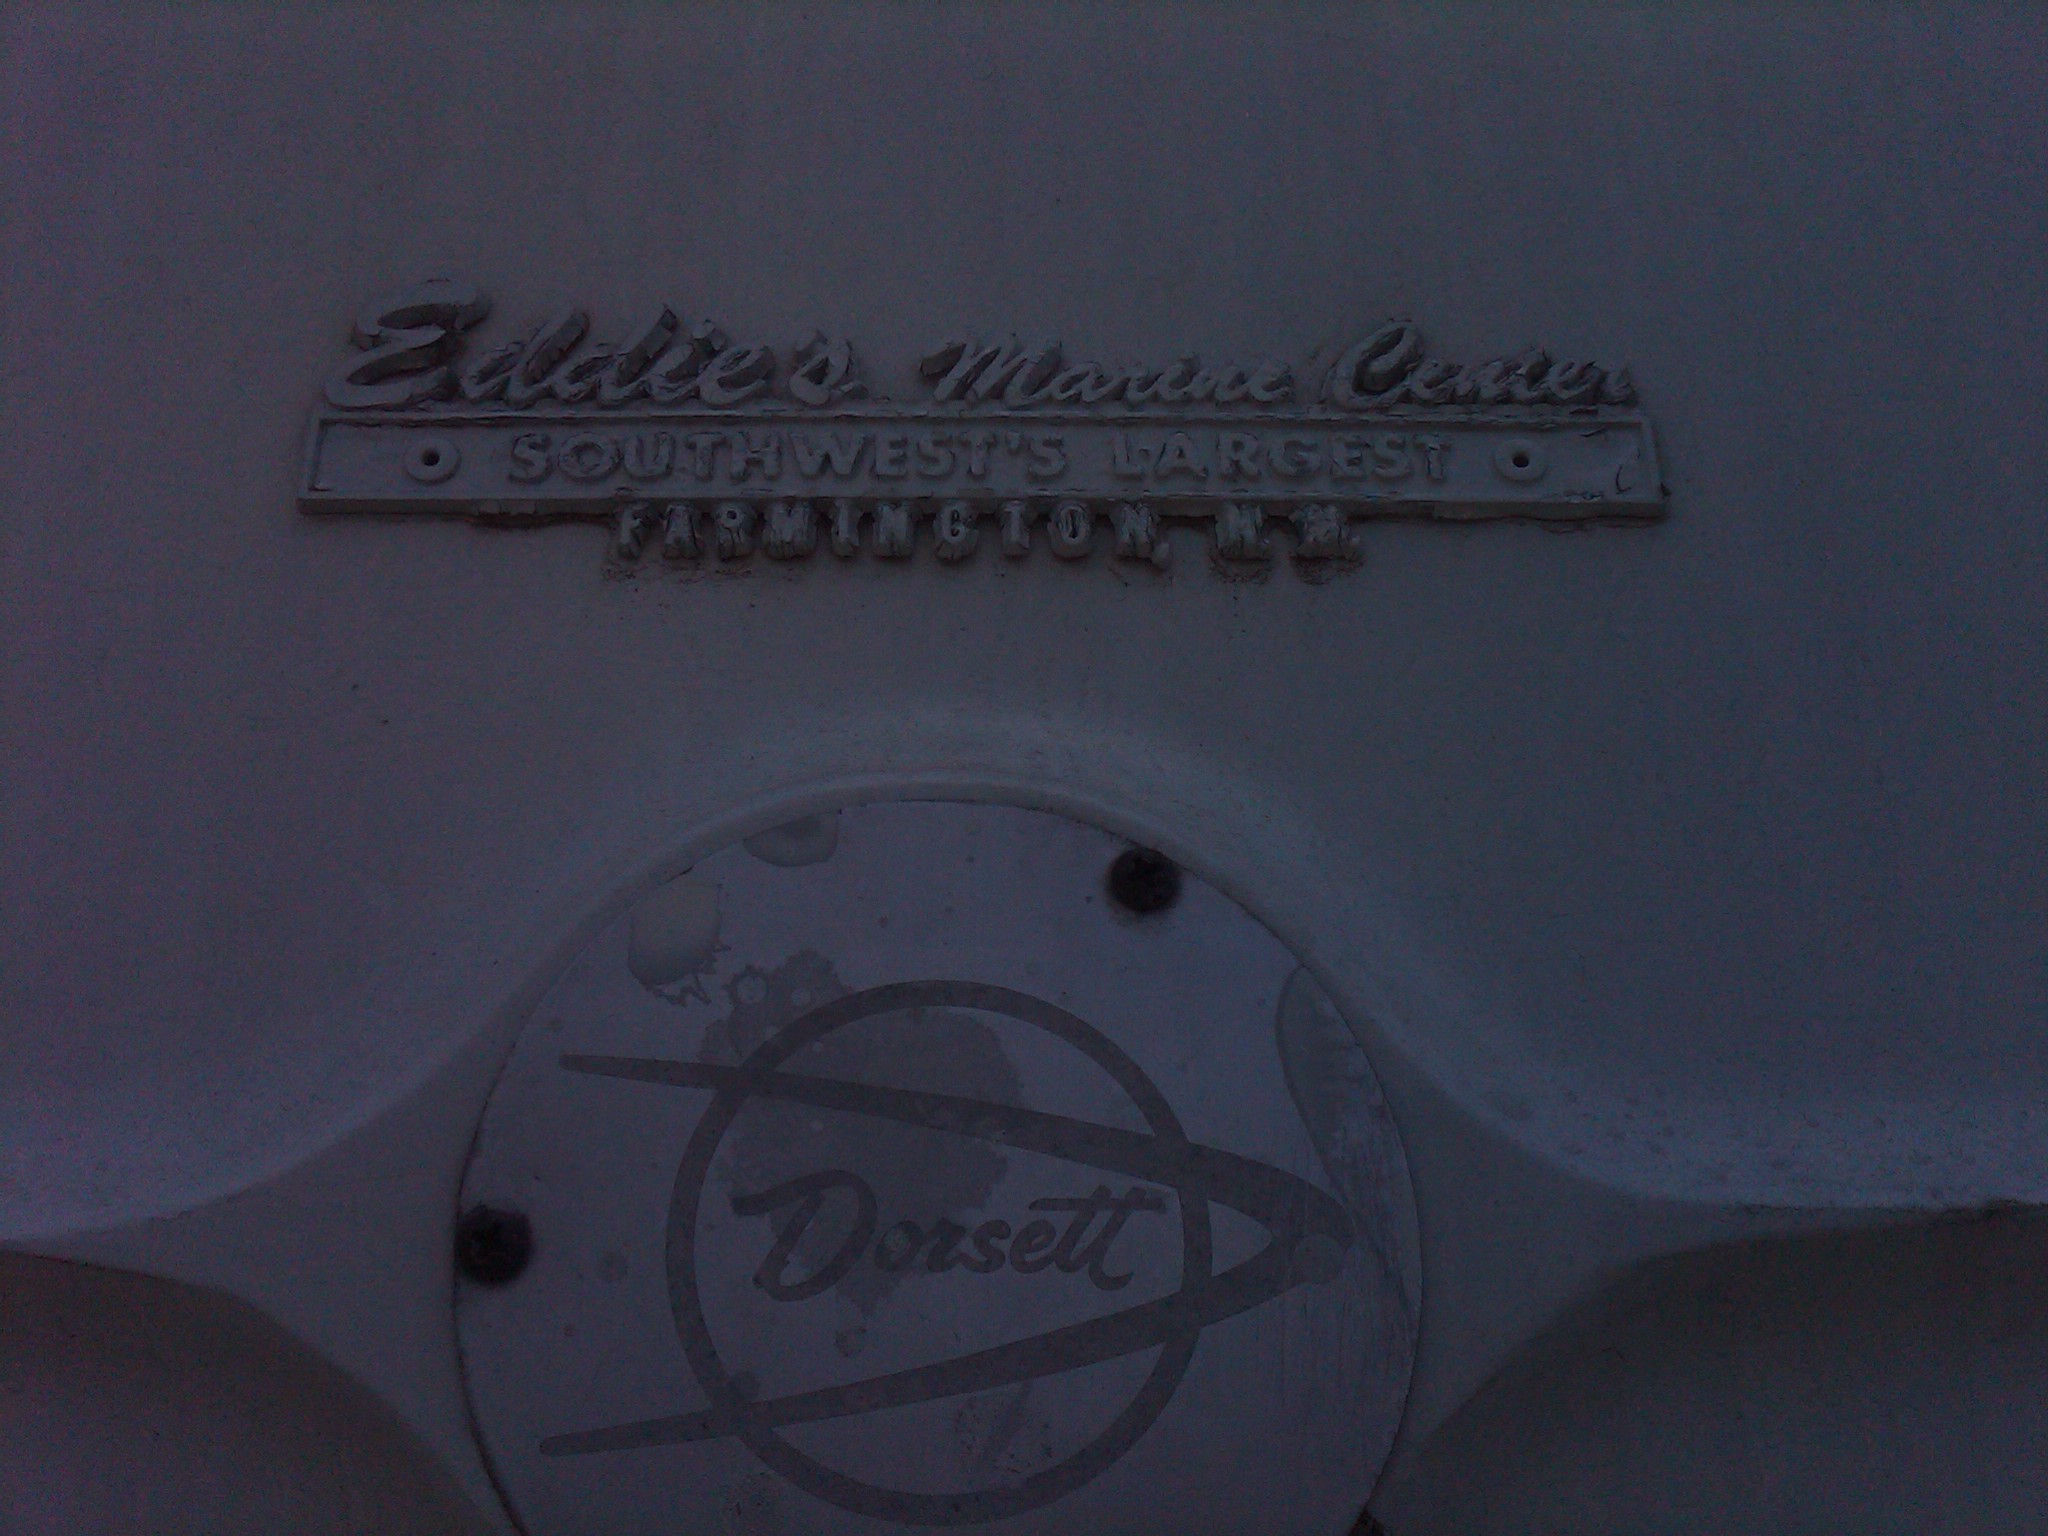 Eddie's Marine Center
SOUTHWEST'S LARGEST
FARMINGTON, N. M.
Dorsett